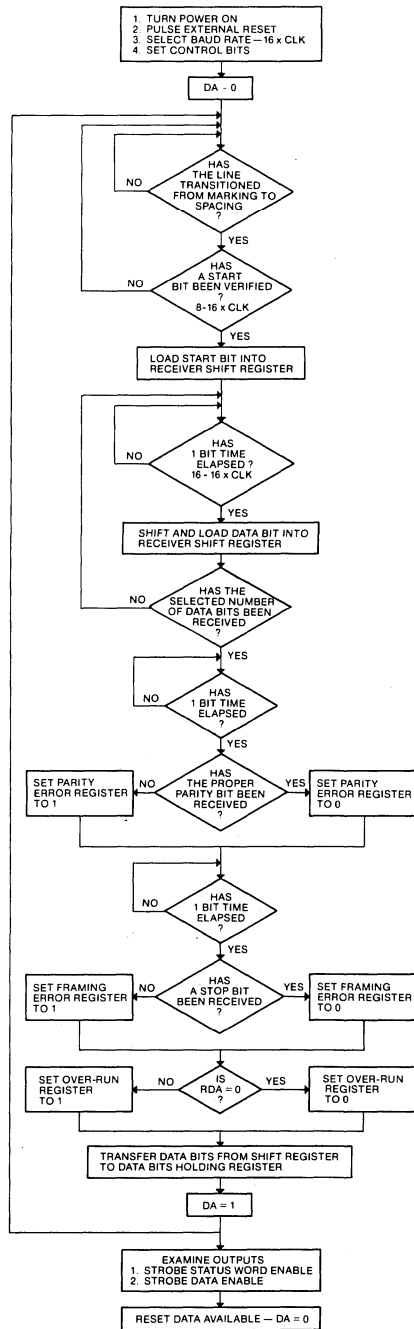 1. TURN POWER ON
2. PULSE EXTERNAL RESET
3. SELECT BAUD RATE — 16 x CLK
4. SET CONTROL BITS
DA - 0
HAS
THE LINE
TRANSITIONED
FROM MARKING TO
SPACING
?
NO
YES
HAS
A START
BIT BEEN VERIFIED
?
8-16 x CLK
NO
YES
LOAD START BIT INTO
RECEIVER SHIFT REGISTER
HAS
1 BIT TIME
ELAPSED ?
16 - 16 x CLK
NO
YES
SHIFT AND LOAD DATA BIT INTO
RECEIVER SHIFT REGISTER
HAS THE
SELECTED NUMBER
OF DATA BITS BEEN
RECEIVED
?
NO
YES
HAS
1 BIT TIME
ELAPSED
?
NO
YES
HAS
THE PROPER
PARITY BIT BEEN
RECEIVED
?
NO
YES
SET PARITY
ERROR REGISTER
TO 1
SET PARITY
ERROR REGISTER
TO 0
HAS
1 BIT TIME
ELAPSED
?
NO
YES
HAS
A STOP BIT
BEEN RECEIVED
?
NO
YES
SET FRAMING
ERROR REGISTER
TO 1
SET FRAMING
ERROR REGISTER
TO 0
IS
RDA = 0
?
NO
YES
SET OVER-RUN
REGISTER
TO 1
SET OVER-RUN
REGISTER
TO 0
TRANSFER DATA BITS FROM SHIFT REGISTER
TO DATA BITS HOLDING REGISTER
DA = 1
EXAMINE OUTPUTS
1. STROBE STATUS WORD ENABLE
2. STROBE DATA ENABLE
RESET DATA AVAILABLE — DA = 0